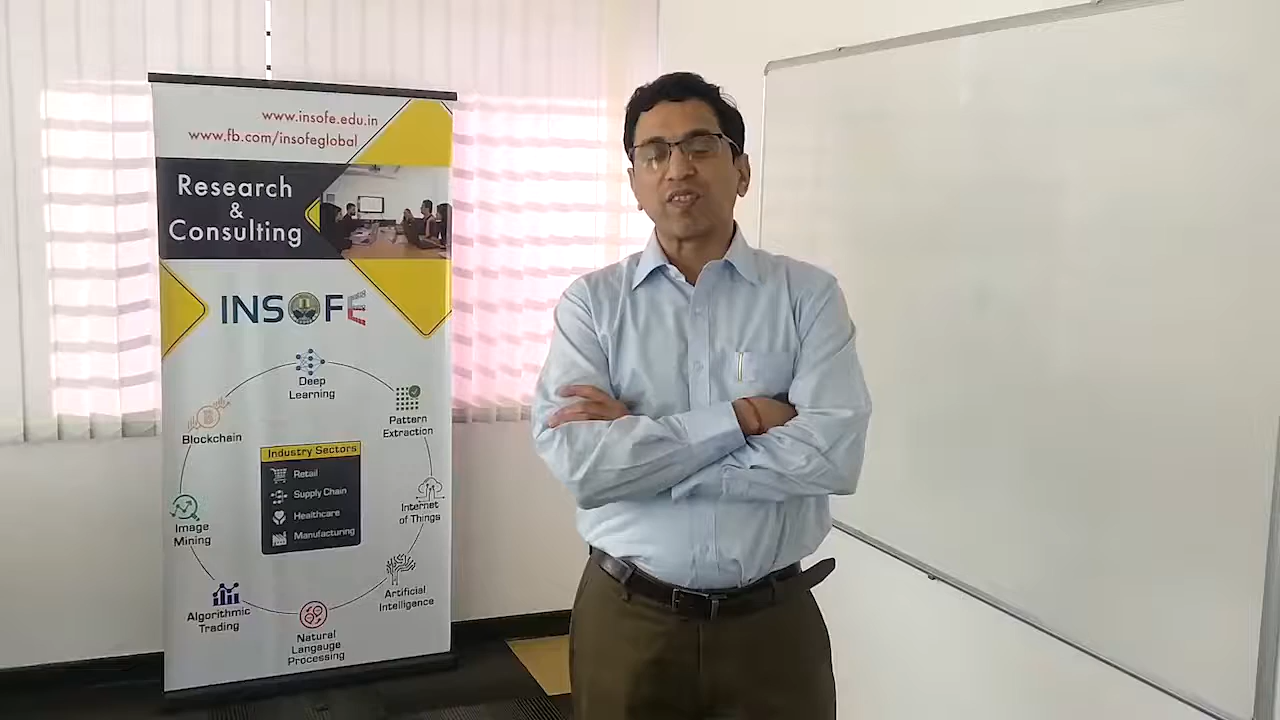 www.insofe.edu.in
www.fb.com/insofeglobal
Research
&
Consulting
INSOFE
Deep
Learning
Blockchain
Pattern
Extraction
Industry Sectors
Retail
Supply Chain
Healthcare
Manufacturing
Internet
of Things
Image
Mining
Artificial
Intelligence
Algorithmic
Trading
Natural
Langauge
Processing